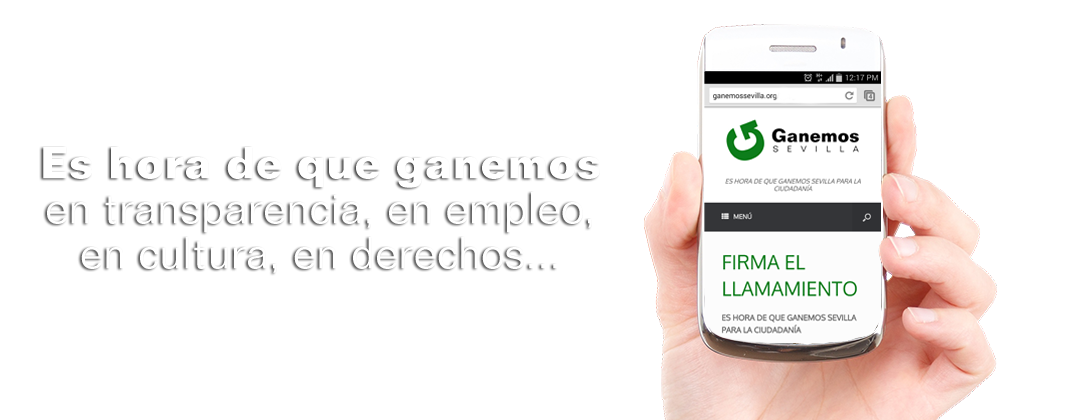 Es hora de que ganemos
en transparencia, en empleo,
en cultura, en derechos...
12:17 PM
ganemossevilla.org
4
Ganemos
SEVILLA
ES HORA DE QUE GANEMOS SEVILLA PARA LA
CIUDADANÍA
MENÚ
FIRMA EL
LLAMAMIENTO
ES HORA DE QUE GANEMOS SEVILLA
PARA LA CIUDADANÍA